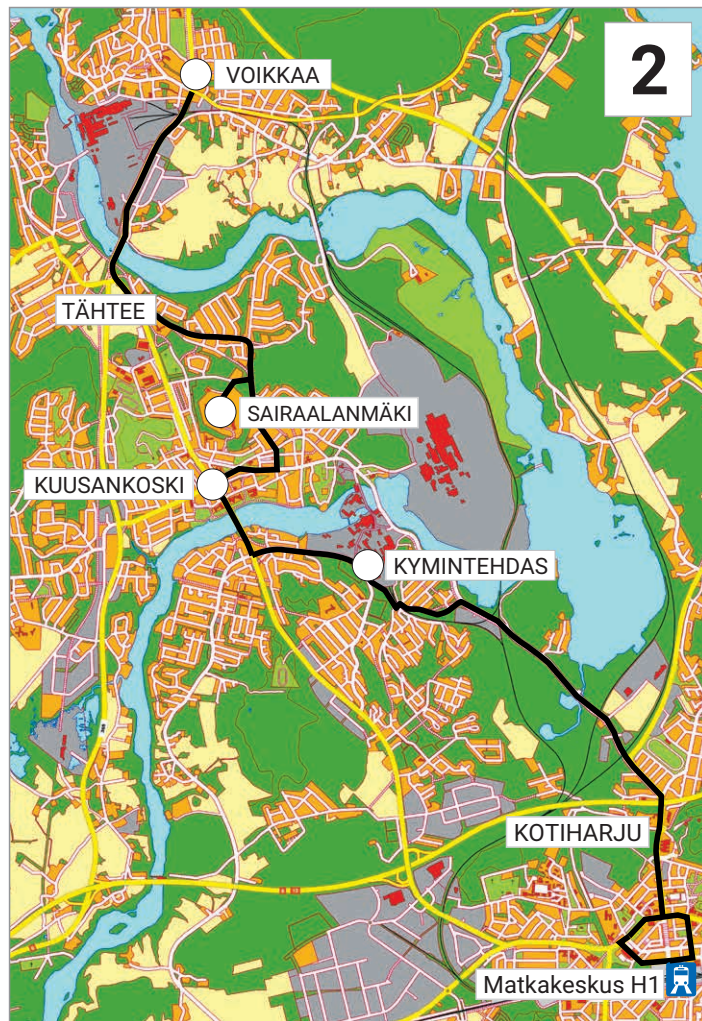 2
VOIKKAA
TÄHTEE
SAIRAALANMÄKI
KUUSANKOSKI
KYMINTEHDAS
KOTIHARJU
Matkakeskus H1